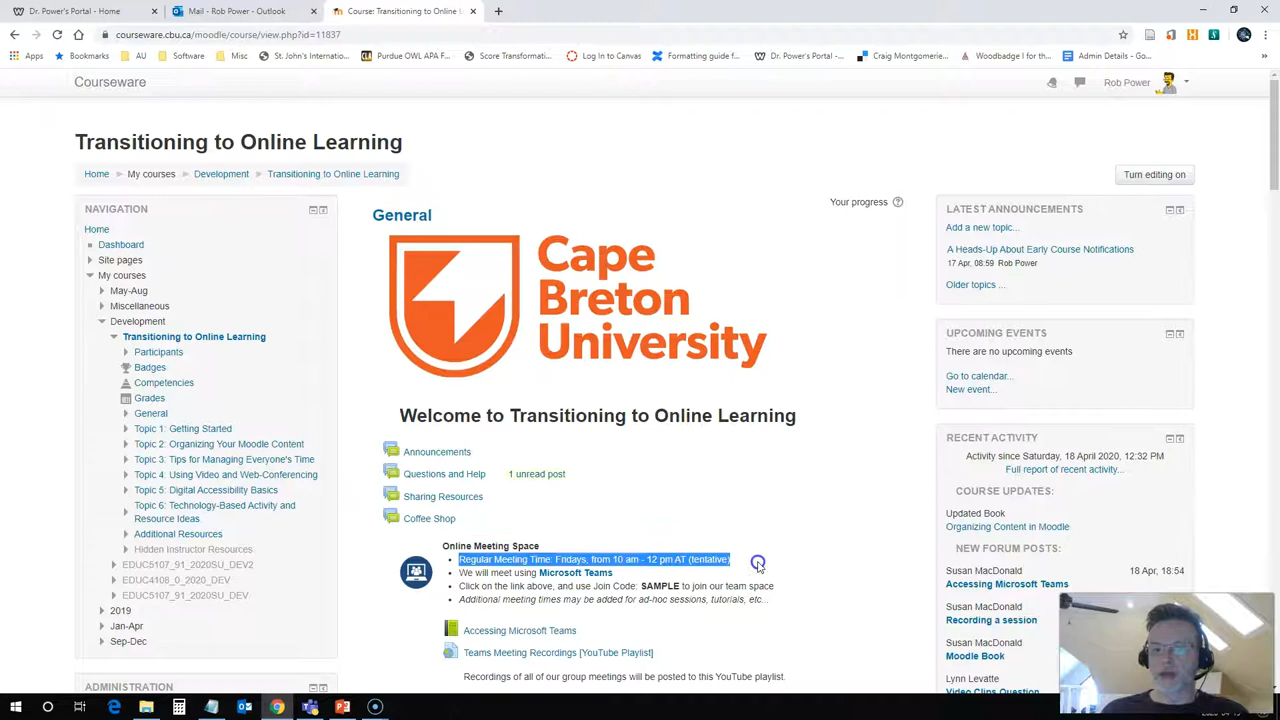 Dr. Power's Portal - Home
Mail - Rob Power - Outlook
Course: Transitioning to Online L
courseware.cbu.ca/moodle/course/view.php?id=11837
Apps
Bookmarks
AU
Software
Misc
St. John's Internatio...
Purdue OWL APA F...
Score Transformati...
Log In to Canvas
Formatting guide f...
Dr. Power's Portal -...
Craig Montgomerie...
Woodbadge I for th...
Admin Details - Go...
Courseware
Rob Power
Transitioning to Online Learning
Home
My courses
Development
Transitioning to Online Learning
Turn editing on
NAVIGATION
Home
Dashboard
Site pages
My courses
May-Aug
Miscellaneous
Development
Transitioning to Online Learning
Participants
Badges
Competencies
Grades
General
Topic 1: Getting Started
Topic 2: Organizing Your Moodle Content
Topic 3: Tips for Managing Everyone's Time
Topic 4: Using Video and Web-Conferencing
Topic 5: Digital Accessibility Basics
Topic 6: Technology-Based Activity and
Resource Ideas
Additional Resources
Hidden Instructor Resources
EDUC5107_91_2020SU_DEV2
EDUC4108_0_2020_DEV
EDUC5107_91_2020SU_DEV
2019
Jan-Apr
Sep-Dec
ADMINISTRATION
Your progress
General
Cape
Breton
University
Welcome to Transitioning to Online Learning
Announcements
Questions and Help 1 unread post
Sharing Resources
Coffee Shop
Online Meeting Space
Regular Meeting Time: Fridays, from 10 am - 12 pm AT (tentative)
We will meet using Microsoft Teams
Click on the link above, and use Join Code: SAMPLE to join our team space
Additional meeting times may be added for ad-hoc sessions, tutorials, etc...
Accessing Microsoft Teams
Teams Meeting Recordings [YouTube Playlist]
Recordings of all of our group meetings will be posted to this YouTube playlist.
LATEST ANNOUNCEMENTS
Add a new topic...
A Heads-Up About Early Course Notifications
17 Apr, 08:59 Rob Power
Older topics ...
UPCOMING EVENTS
There are no upcoming events
Go to calendar...
New event...
RECENT ACTIVITY
Activity since Saturday, 18 April 2020, 12:32 PM
Full report of recent activity...
COURSE UPDATES:
Updated Book
Organizing Content in Moodle
NEW FORUM POSTS:
Susan MacDonald 18 Apr, 18:54
Accessing Microsoft Teams
Susan MacDonald
Recording a session
Susan MacDonald
Moodle Book
Lynn Levatte
Video Clips Question